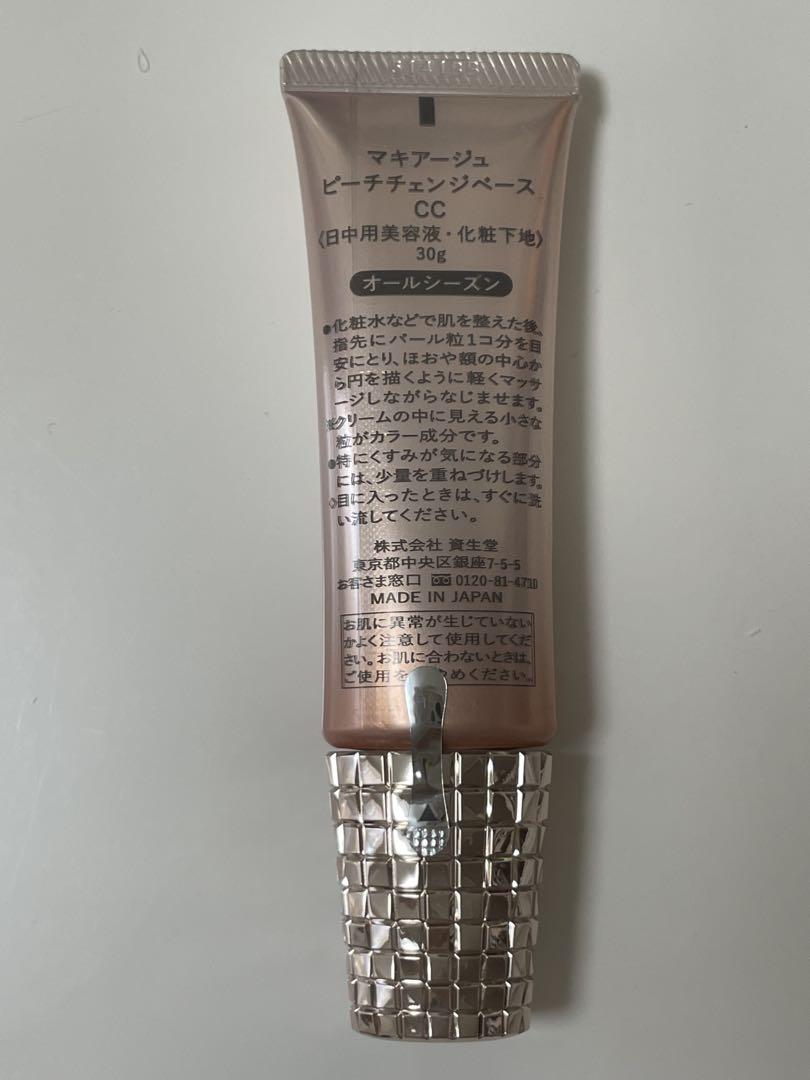 マキアージュ
ピーチチェンジベース
CC
〈日中用美容液・化粧下地〉
30g
オールシーズン
●化粧水などで肌を整えた後、
指先にパール粒1コ分を目
安にとり、ほおや額の中心か
ら円を描くように軽くマッサ
ージしながらなじませます。
※クリームの中に見える小さな
粒がカラー成分です。
●特にくすみが気になる部分
には、少量を重ねづけします。
◇目に入ったときは、すぐに洗
い流してください。
株式会社 資生堂
東京都中央区銀座7-5-5
お客さま窓口 0120-81-4710
MADE IN JAPAN
お肌に異常が生じていない
かよく注意して使用してくだ
さい。お肌に合わないときは、
ご使用を めください。